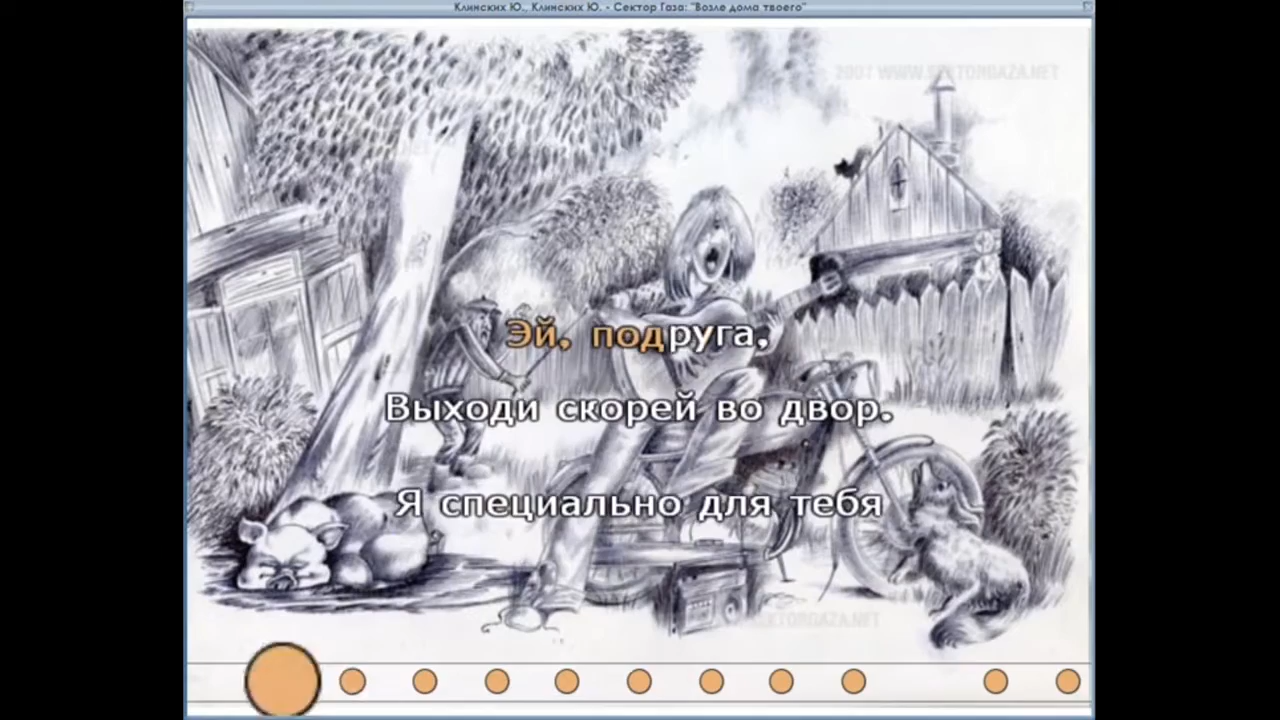 Клинских Ю., Клинских Ю. - Сектор Газа: "Возле дома твоего"
2007 WWW.SEKTORGAZA.NET
Эй, подруга,
Выходи скорей во двор.
Я специально для тебя
SEKTORGAZA.NET